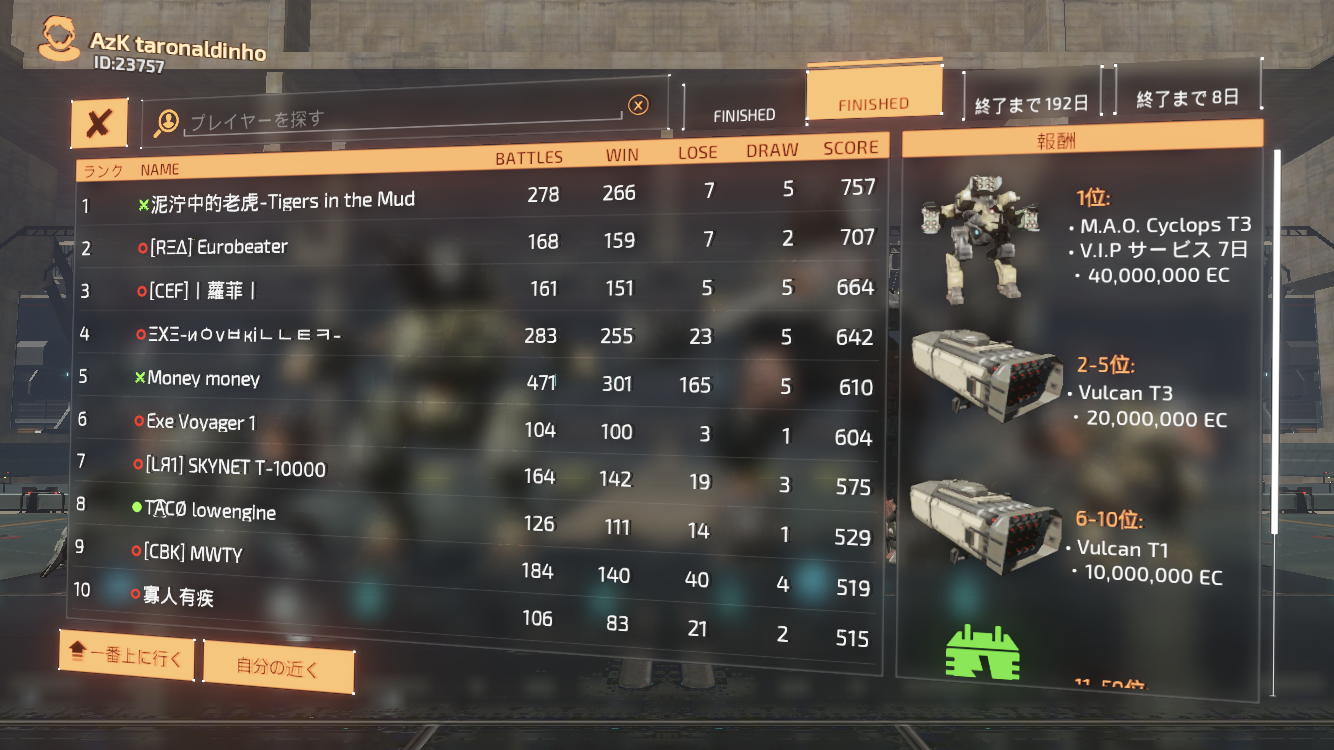 AzK taronaldinho
ID:23757
プレイヤーを探す
FINISHED
FINISHED
終了まで 192日
終了まで 8日
ランク NAME BATTLES WIN LOSE DRAW SCORE
1 泥泞中的老虎-Tigers in the Mud 278 266 7 5 757
2 [RΞΔ] Eurobeater 168 159 7 2 707
3 [CEF]丨蘿菲丨 161 151 5 5 664
4 283 255 23 5 642
5 Money money 471 301 165 5 610
6 Exe Voyager 1 104 100 3 1 604
7 [LЯ1] SKYNET T-10000 164 142 19 3 575
8 lowengine 126 111 14 1 529
9 [CBK] MWTY 184 140 40 4 519
10 寡人有疾 106 83 21 2 515
一番上に行く
自分の近く
報酬
1位:
• M.A.O. Cyclops T3
• V.I.P サービス 7日
• 40,000,000 EC
2-5位:
• Vulcan T3
• 20,000,000 EC
6-10位:
• Vulcan T1
• 10,000,000 EC
11-50位: